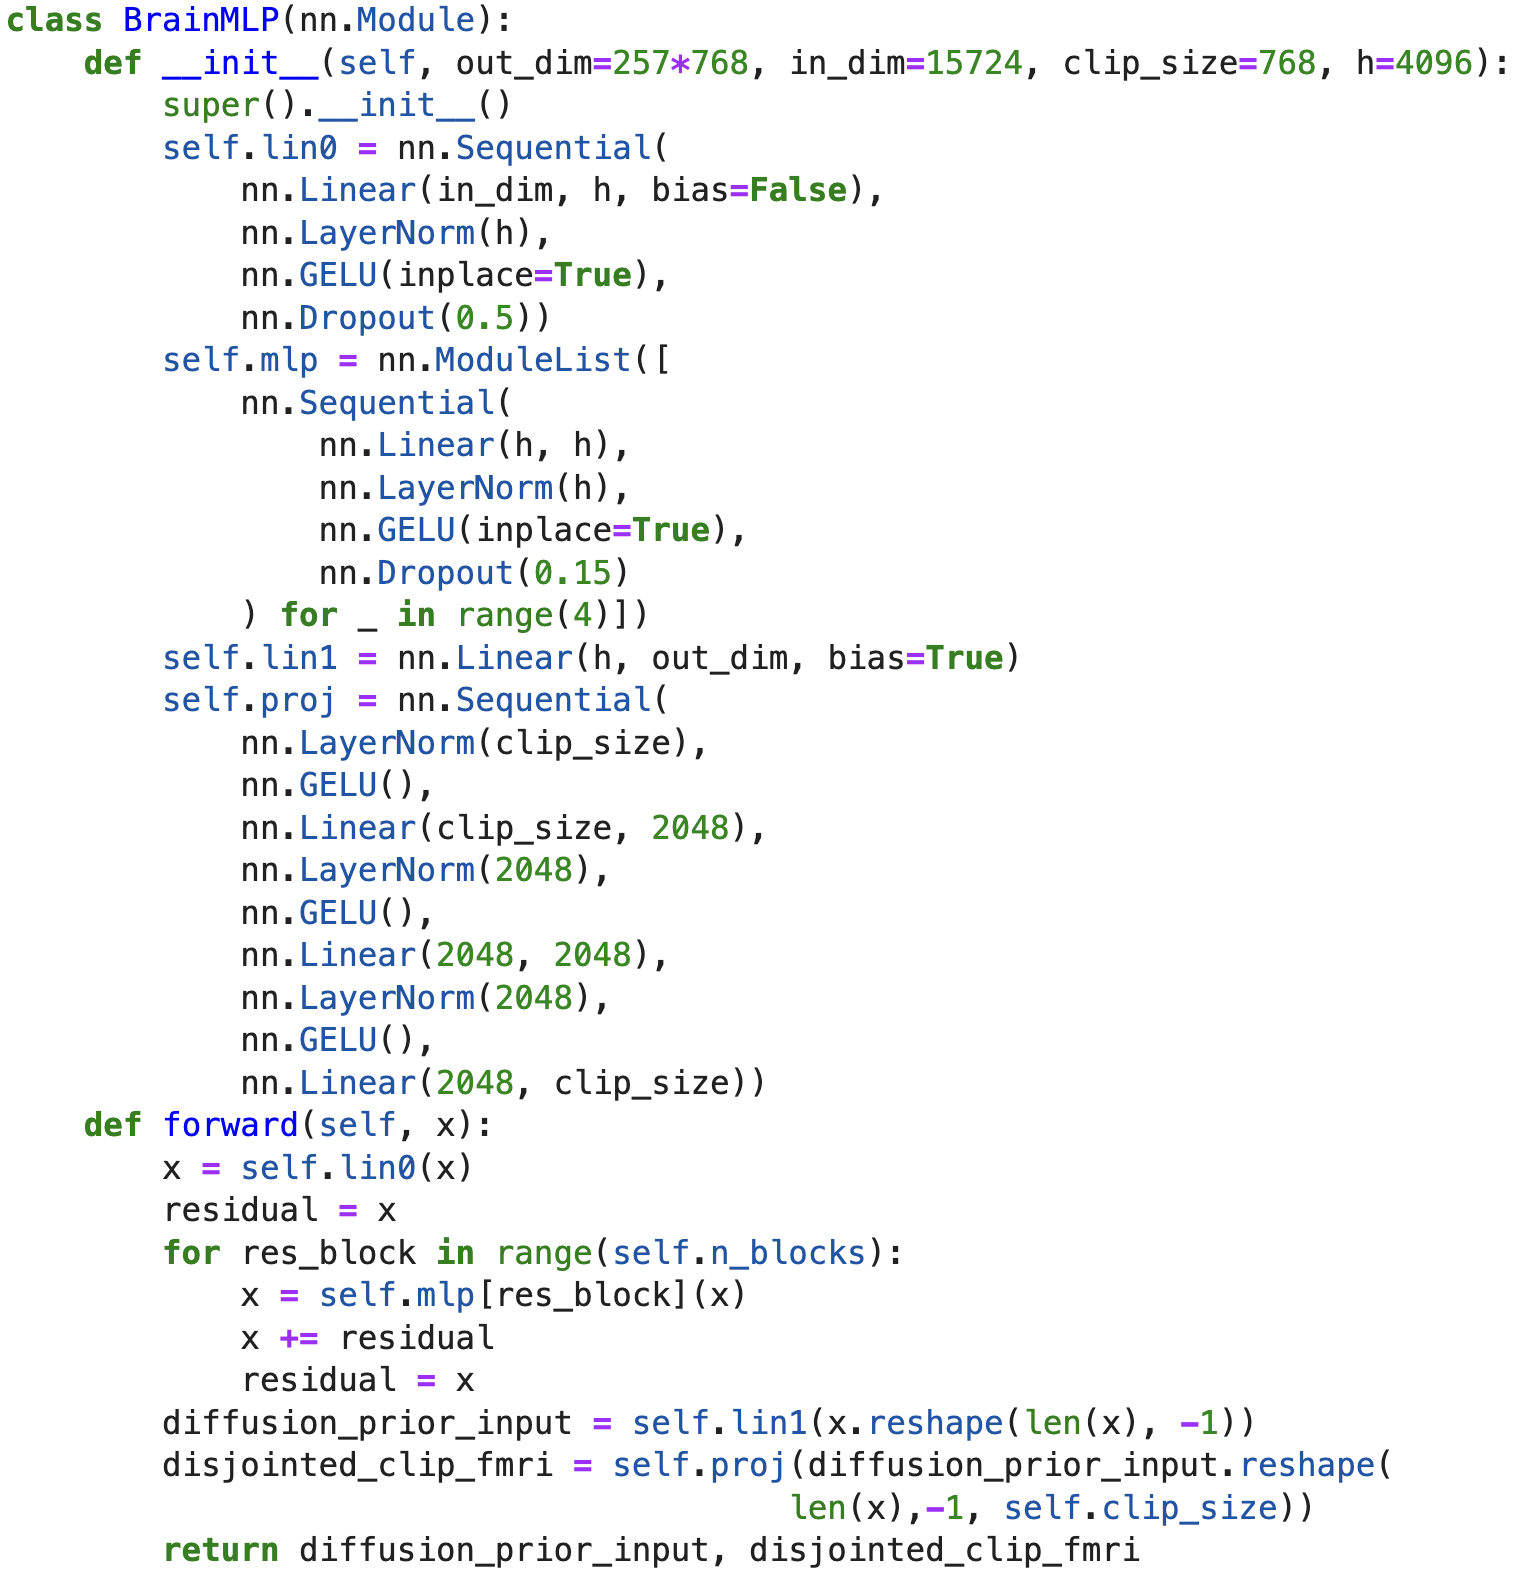 class BrainMLP(nn.Module):
    def __init__(self, out_dim=257*768, in_dim=15724, clip_size=768, h=4096):
        super().__init__()
        self.lin0 = nn.Sequential(
            nn.Linear(in_dim, h, bias=False),
            nn.LayerNorm(h),
            nn.GELU(inplace=True),
            nn.Dropout(0.5))
        self.mlp = nn.ModuleList([
            nn.Sequential(
                nn.Linear(h, h),
                nn.LayerNorm(h),
                nn.GELU(inplace=True),
                nn.Dropout(0.15)
            ) for _ in range(4)])
        self.lin1 = nn.Linear(h, out_dim, bias=True)
        self.proj = nn.Sequential(
            nn.LayerNorm(clip_size),
            nn.GELU(),
            nn.Linear(clip_size, 2048),
            nn.LayerNorm(2048),
            nn.GELU(),
            nn.Linear(2048, 2048),
            nn.LayerNorm(2048),
            nn.GELU(),
            nn.Linear(2048, clip_size))
    def forward(self, x):
        x = self.lin0(x)
        residual = x
        for res_block in range(self.n_blocks):
            x = self.mlp[res_block](x)
            x += residual
            residual = x
        diffusion_prior_input = self.lin1(x.reshape(len(x), -1))
        disjointed_clip_fmri = self.proj(diffusion_prior_input.reshape(
                                        len(x),-1, self.clip_size))
        return diffusion_prior_input, disjointed_clip_fmri